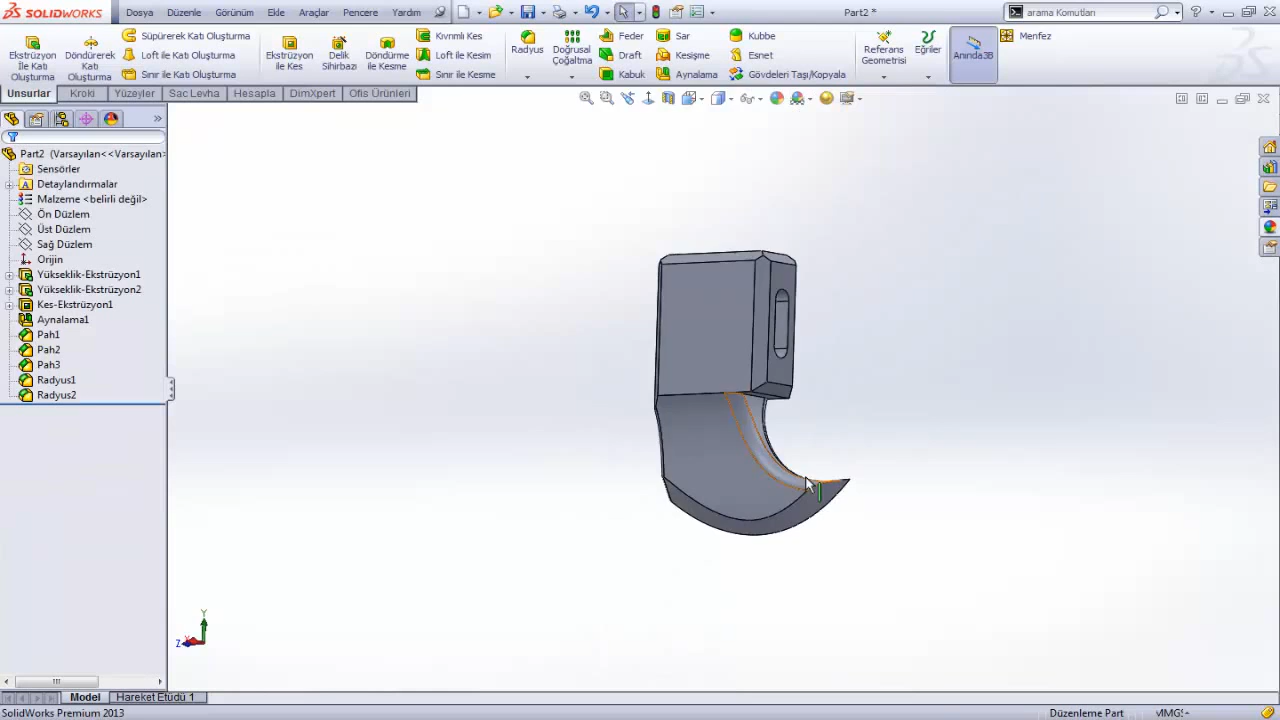 SOLIDWORKS
Dosya Düzenle Görünüm Ekle Araçlar Pencere Yardım
Part2 *
arama Komutları
Ekstrüzyon İle Katı Oluşturma
Döndürerek Katı Oluşturma
Süpürerek Katı Oluşturma
Loft ile Katı Oluşturma
Sınır ile Katı Oluşturma
Ekstrüzyon ile Kes
Delik Sihirbazı
Döndürme ile Kesme
Kıvrımlı Kes
Loft ile Kesim
Sınır ile Kesme
Radyus
Doğrusal Çoğaltma
Feder
Draft
Kabuk
Sar
Kesişme
Aynalama
Kubbe
Esnet
Gövdeleri Taşı/Kopyala
Referans Geometrisi
Eğriler
Anında3B
Menfez
Unsurlar Kroki Yüzeyler Sac Levha Hesapla DimXpert Ofis Ürünleri
Part2 (Varsayılan<<Varsayılan>
Sensörler
Detaylandırmalar
Malzeme <belirli değil>
Ön Düzlem
Üst Düzlem
Sağ Düzlem
Orijin
Yükseklik-Ekstrüzyon1
Yükseklik-Ekstrüzyon2
Kes-Ekstrüzyon1
Aynalama1
Pah1
Pah2
Pah3
Radyus1
Radyus2
Y
Z
Model Hareket Etüdü 1
SolidWorks Premium 2013
Düzenleme Part